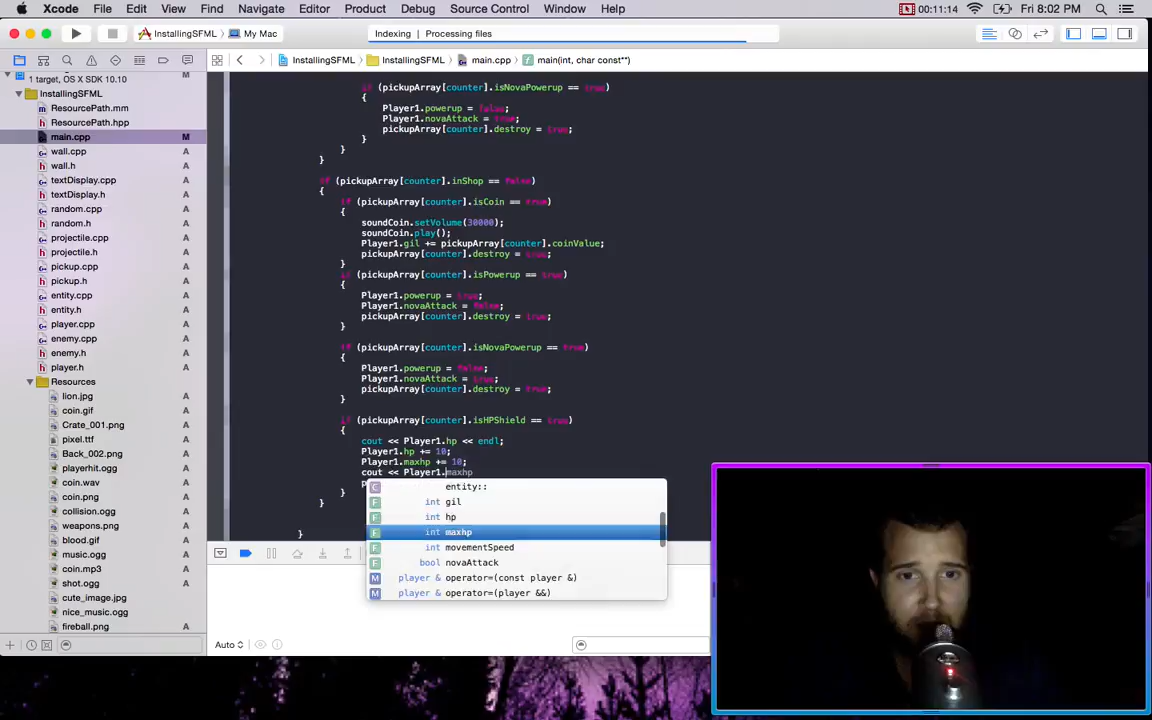 Xcode File Edit View Find Navigate Editor Product Debug Source Control Window Help 00:11:14 Fri 8:02 PM
InstallingSFML My Mac Indexing | Processing files
InstallingSFML InstallingSFML main.cpp main(int, char const**)
1 target, OS X SDK 10.10
InstallingSFML
ResourcePath.mm
ResourcePath.hpp
main.cpp M
wall.cpp A
wall.h A
textDisplay.cpp A
textDisplay.h A
random.cpp A
random.h A
projectile.cpp A
projectile.h A
pickup.cpp A
pickup.h A
entity.cpp A
entity.h A
player.cpp A
enemy.cpp A
enemy.h A
player.h A
Resources
lion.jpg A
coin.gif A
Crate_001.png A
pixel.ttf A
Back_002.png A
playerhit.ogg A
coin.wav A
coin.png A
collision.ogg A
weapons.png A
blood.gif A
music.ogg A
coin.mp3 A
shot.ogg A
cute_image.jpg
nice_music.ogg
fireball.png A
if (pickupArray[counter].isNovaPowerup == true)
{
Player1.powerup = false;
Player1.novaAttack = true;
pickupArray[counter].destroy = true;
}
}
}
if (pickupArray[counter].inShop == false)
{
if (pickupArray[counter].isCoin == true)
{
soundCoin.setVolume(30000);
soundCoin.play();
Player1.gil += pickupArray[counter].coinValue;
pickupArray[counter].destroy = true;
}
if (pickupArray[counter].isPowerup == true)
{
Player1.powerup = true;
Player1.novaAttack = false;
pickupArray[counter].destroy = true;
}
if (pickupArray[counter].isNovaPowerup == true)
{
Player1.powerup = false;
Player1.novaAttack = true;
pickupArray[counter].destroy = true;
}
if (pickupArray[counter].isHPShield == true)
{
cout << Player1.hp << endl;
Player1.hp += 10;
Player1.maxhp += 10;
cout << Player1.maxhp
p
}
}
}
C entity::
F int gil
F int hp
F int maxhp
F int movementSpeed
F bool novaAttack
M player & operator=(const player &)
M player & operator=(player &&)
Auto